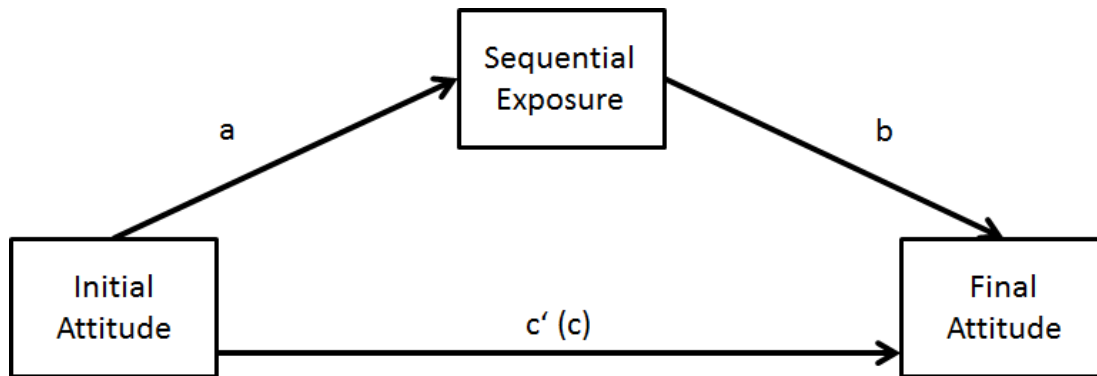 Sequential
Exposure
a
b
Initial
Attitude
c‘ (c)
Final
Attitude